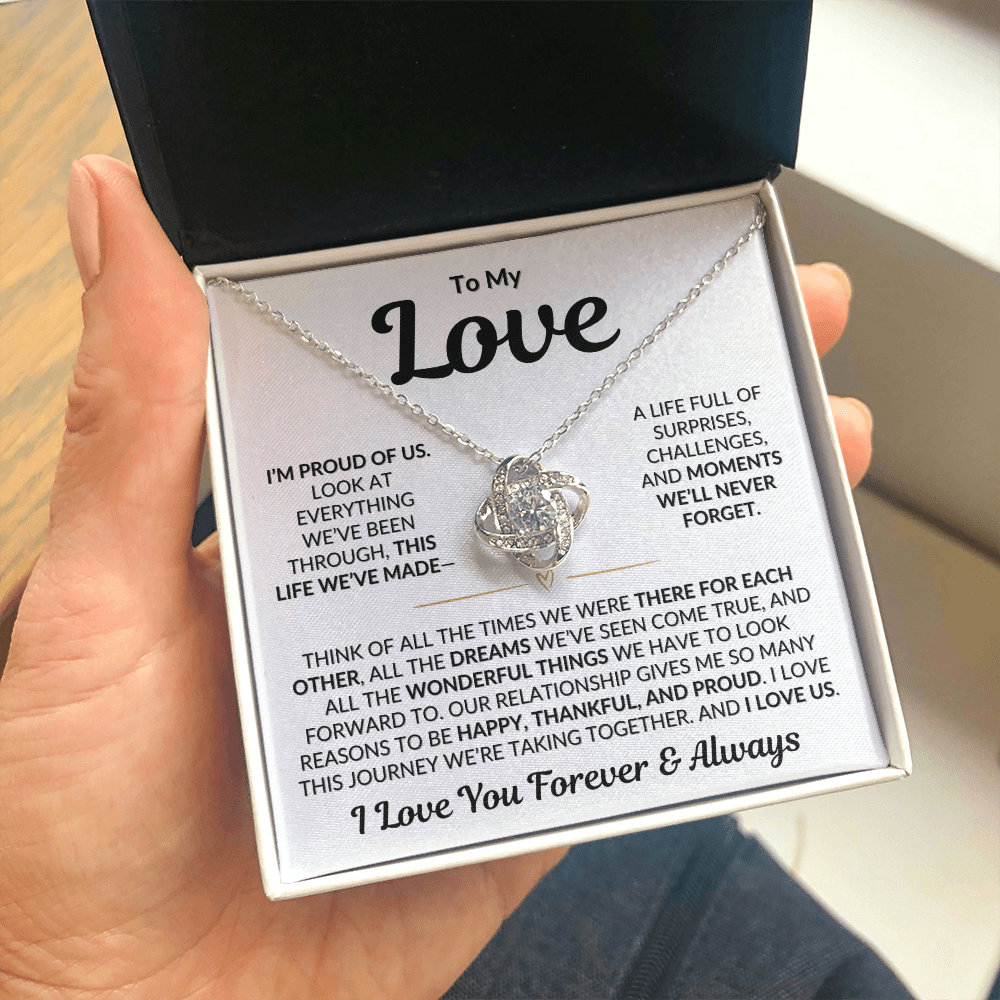 To My
Love
I'M PROUD OF US.
LOOK AT
EVERYTHING
WE'VE BEEN
THROUGH, THIS
LIFE WE'VE MADE—
A LIFE FULL OF
SURPRISES,
CHALLENGES,
AND MOMENTS
WE'LL NEVER
FORGET.
THINK OF ALL THE TIMES WE WERE THERE FOR EACH
OTHER, ALL THE DREAMS WE'VE SEEN COME TRUE, AND
ALL THE WONDERFUL THINGS WE HAVE TO LOOK
FORWARD TO. OUR RELATIONSHIP GIVES ME SO MANY
REASONS TO BE HAPPY, THANKFUL, AND PROUD. I LOVE
THIS JOURNEY WE'RE TAKING TOGETHER. AND I LOVE US.
I Love You Forever & Always